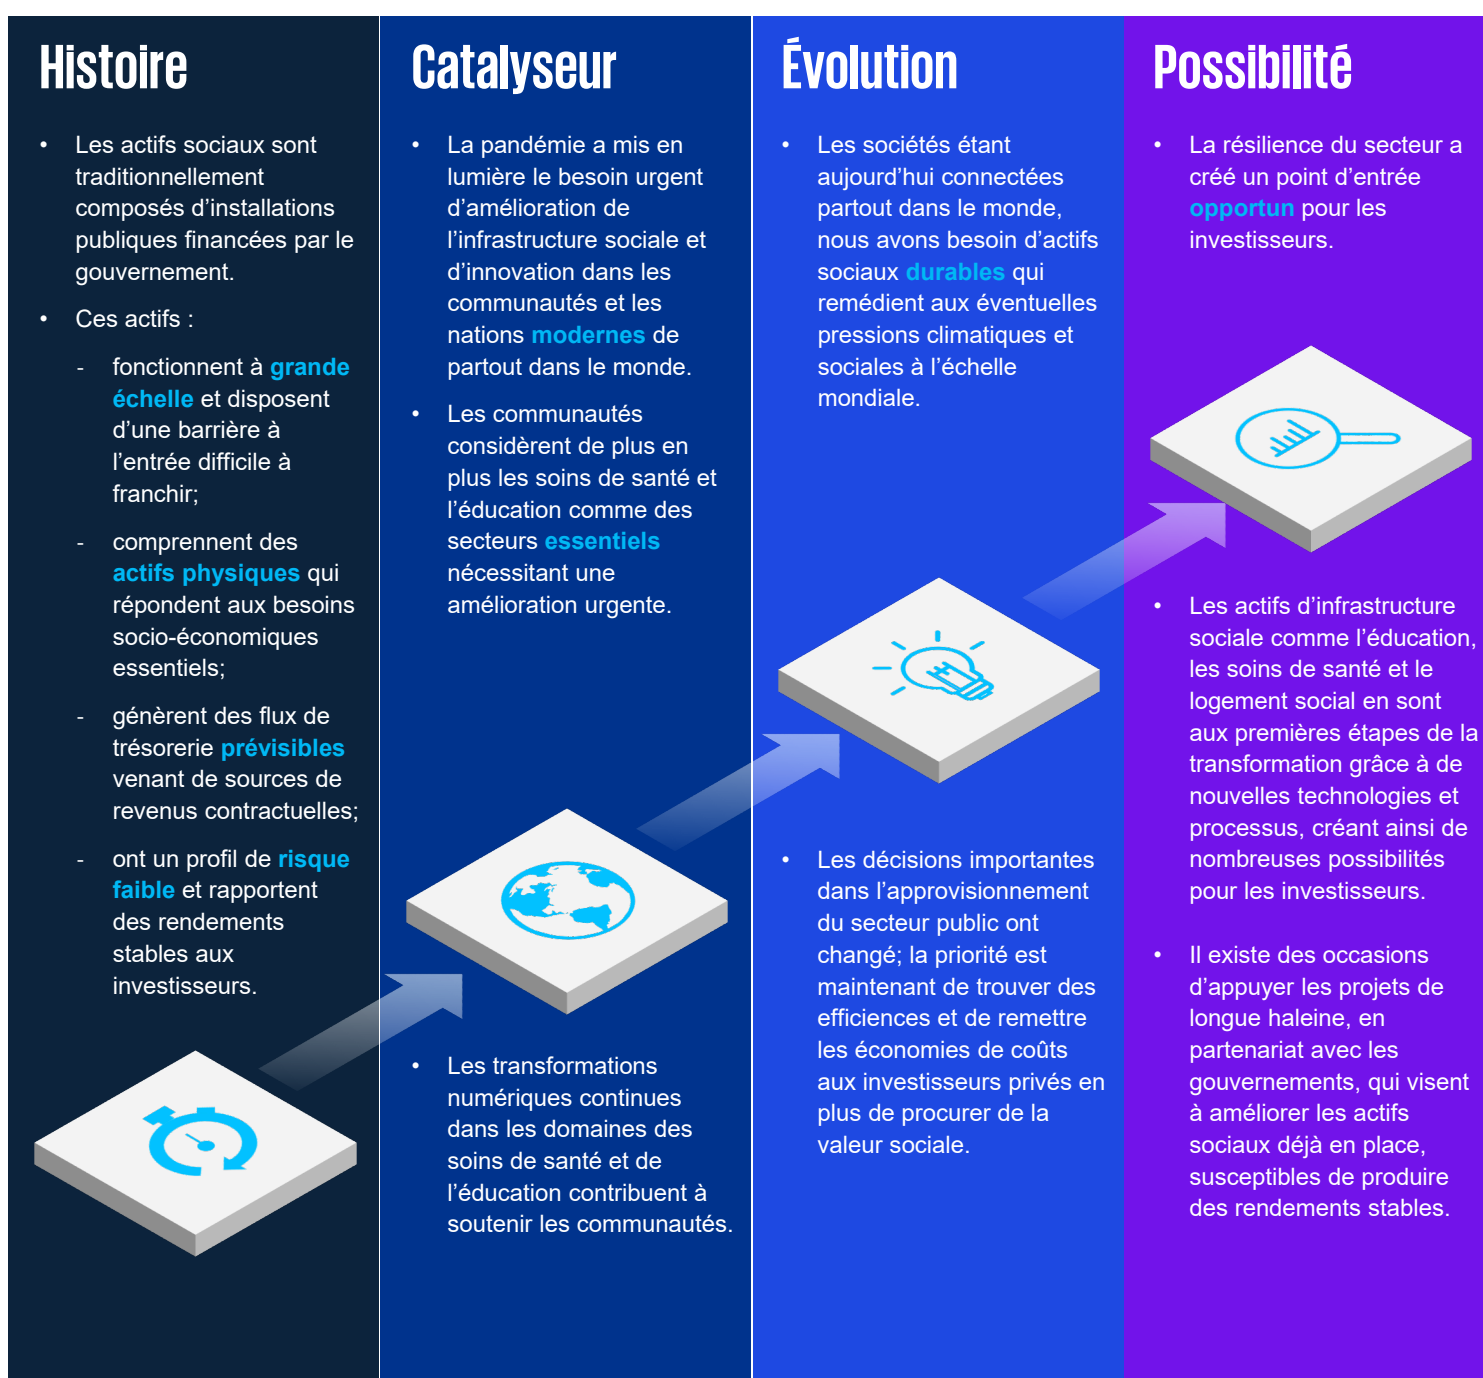 Histoire
• Les actifs sociaux sont
traditionnellement
composés d’installations
publiques financées par le
gouvernement.
• Ces actifs :
- fonctionnent à grande
échelle et disposent
d’une barrière à
l’entrée difficile à
franchir;
- comprennent des
actifs physiques qui
répondent aux besoins
socio-économiques
essentiels;
- génèrent des flux de
trésorerie prévisibles
venant de sources de
revenus contractuelles;
- ont un profil de risque
faible et rapportent
des rendements
stables aux
investisseurs.
Catalyseur
• La pandémie a mis en
lumière le besoin urgent
d’amélioration de
l’infrastructure sociale et
d’innovation dans les
communautés et les
nations modernes de
partout dans le monde.
• Les communautés
considèrent de plus en
plus les soins de santé et
l’éducation comme des
secteurs essentiels
nécessitant une
amélioration urgente.
• Les transformations
numériques continues
dans les domaines des
soins de santé et de
l’éducation contribuent à
soutenir les communautés.
Évolution
• Les sociétés étant
aujourd’hui connectées
partout dans le monde,
nous avons besoin d’actifs
sociaux durables qui
remédient aux éventuelles
pressions climatiques et
sociales à l’échelle
mondiale.
• Les décisions importantes
dans l’approvisionnement
du secteur public ont
changé; la priorité est
maintenant de trouver des
efficiences et de remettre
les économies de coûts
aux investisseurs privés en
plus de procurer de la
valeur sociale.
Possibilité
• La résilience du secteur a
créé un point d’entrée
opportun pour les
investisseurs.
• Les actifs d’infrastructure
sociale comme l’éducation,
les soins de santé et le
logement social en sont
aux premières étapes de la
transformation grâce à de
nouvelles technologies et
processus, créant ainsi de
nombreuses possibilités
pour les investisseurs.
• Il existe des occasions
d’appuyer les projets de
longue haleine, en
partenariat avec les
gouvernements, qui visent
à améliorer les actifs
sociaux déjà en place,
susceptibles de produire
des rendements stables.